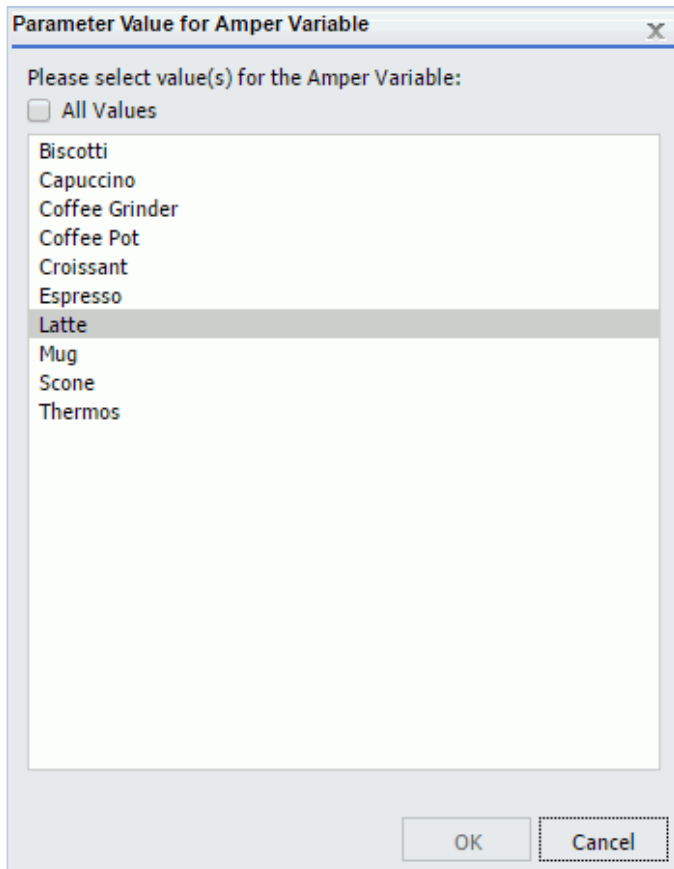 Parameter Value for Amper Variable
X
Please select value(s) for the Amper Variable:
All Values
Biscotti
Capuccino
Coffee Grinder
Coffee Pot
Croissant
Espresso
Latte
Mug
Scone
Thermos
OK Cancel